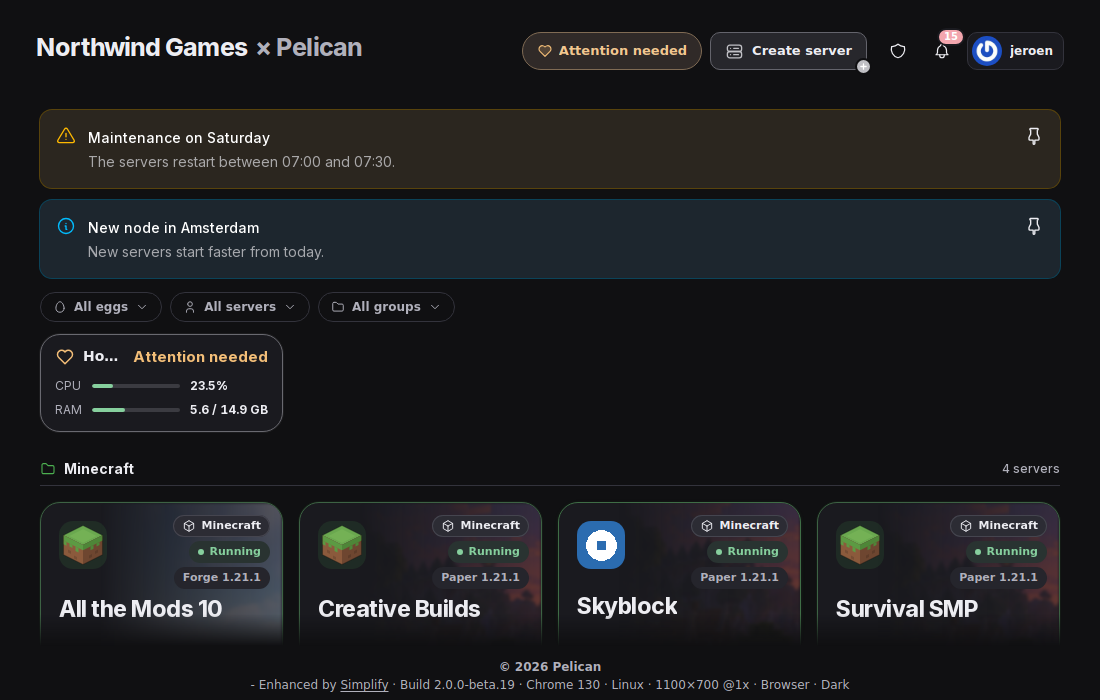 Northwind Games × Pelican
Attention needed
Create server
15
jeroen
Maintenance on Saturday
The servers restart between 07:00 and 07:30.
New node in Amsterdam
New servers start faster from today.
All eggs
All servers
All groups
Ho... Attention needed
CPU 23.5%
RAM 5.6 / 14.9 GB
Minecraft
4 servers
Minecraft
Running
Forge 1.21.1
All the Mods 10
Minecraft
Running
Paper 1.21.1
Creative Builds
Minecraft
Running
Paper 1.21.1
Skyblock
Minecraft
Running
Paper 1.21.1
Survival SMP
© 2026 Pelican
- Enhanced by Simplify · Build 2.0.0-beta.19 · Chrome 130 · Linux · 1100×700 @1x · Browser · Dark